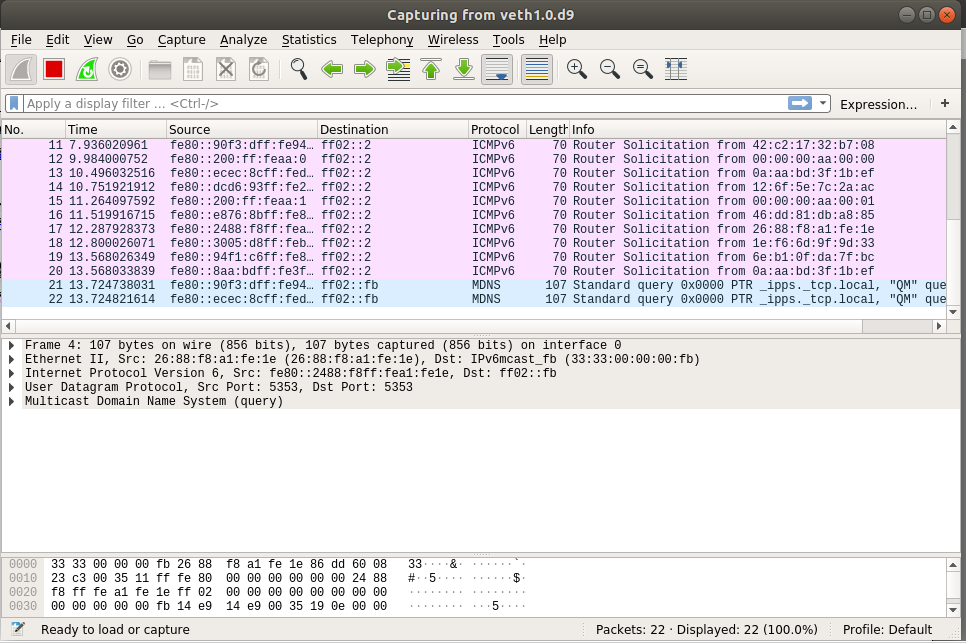 Capturing from veth1.0.d9
File Edit View Go Capture Analyze Statistics Telephony Wireless Tools Help
Apply a display filter ... <Ctrl-/> Expression... +
No. Time Source Destination Protocol Length Info
11 7.936020961 fe80::90f3:dff:fe94... ff02::2 ICMPv6 70 Router Solicitation from 42:c2:17:32:b7:08
12 9.984000752 fe80::200:ff:feaa:0 ff02::2 ICMPv6 70 Router Solicitation from 00:00:00:aa:00:00
13 10.496032516 fe80::ecec:8cff:fed... ff02::2 ICMPv6 70 Router Solicitation from 0a:aa:bd:3f:1b:ef
14 10.751921912 fe80::dcd6:93ff:fe2... ff02::2 ICMPv6 70 Router Solicitation from 12:6f:5e:7c:2a:ac
15 11.264097592 fe80::200:ff:feaa:1 ff02::2 ICMPv6 70 Router Solicitation from 00:00:00:aa:00:01
16 11.519916715 fe80::e876:8bff:fe8... ff02::2 ICMPv6 70 Router Solicitation from 46:dd:81:db:a8:85
17 12.287928373 fe80::2488:f8ff:fea... ff02::2 ICMPv6 70 Router Solicitation from 26:88:f8:a1:fe:1e
18 12.800026071 fe80::3005:d8ff:feb... ff02::2 ICMPv6 70 Router Solicitation from 1e:f6:6d:9f:9d:33
19 13.568026349 fe80::94f1:c6ff:fe8... ff02::2 ICMPv6 70 Router Solicitation from 6e:b1:0f:da:7f:bc
20 13.568033839 fe80::8aa:bdff:fe3f... ff02::2 ICMPv6 70 Router Solicitation from 0a:aa:bd:3f:1b:ef
21 13.724738031 fe80::90f3:dff:fe94... ff02::fb MDNS 107 Standard query 0x0000 PTR _ipps._tcp.local, "QM" que
22 13.724821614 fe80::ecec:8cff:fed... ff02::fb MDNS 107 Standard query 0x0000 PTR _ipps._tcp.local, "QM" que
Frame 4: 107 bytes on wire (856 bits), 107 bytes captured (856 bits) on interface 0
Ethernet II, Src: 26:88:f8:a1:fe:1e (26:88:f8:a1:fe:1e), Dst: IPv6mcast_fb (33:33:00:00:00:fb)
Internet Protocol Version 6, Src: fe80::2488:f8ff:fea1:fe1e, Dst: ff02::fb
User Datagram Protocol, Src Port: 5353, Dst Port: 5353
Multicast Domain Name System (query)
0000 33 33 00 00 00 fb 26 88 f8 a1 fe 1e 86 dd 60 08 33····&· ······`·
0010 23 c3 00 35 11 ff fe 80 00 00 00 00 00 00 24 88 #··5···· ······$·
0020 f8 ff fe a1 fe 1e ff 02 00 00 00 00 00 00 00 00 ········ ········
0030 00 00 00 00 00 fb 14 e9 14 e9 00 35 19 0e 00 00 ········ ···5····
Ready to load or capture Packets: 22 · Displayed: 22 (100.0%) Profile: Default